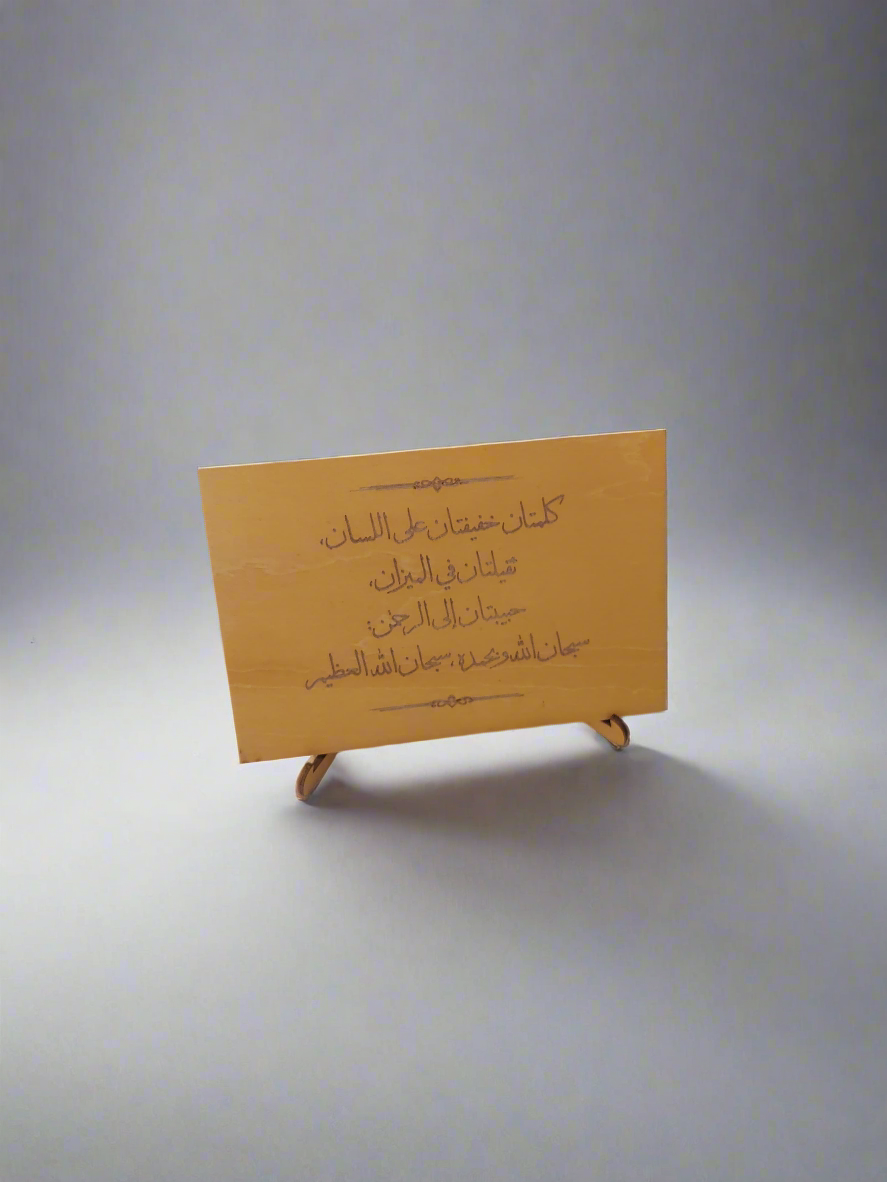 كلمتان خفيفتان على اللسان،
ثقيلتان في الميزان،
حبيبتان إلى الرحمن:
سبحان الله وبحمده، سبحان الله العظيم